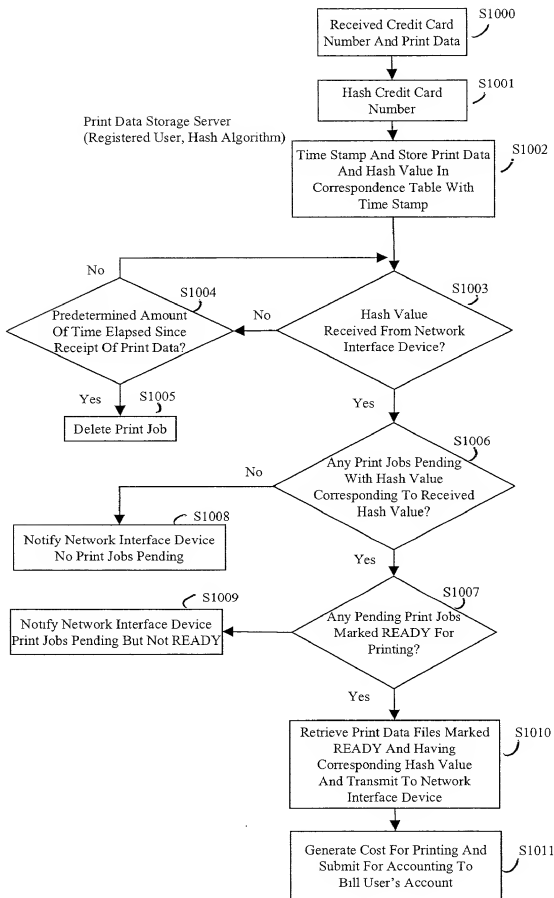 S1000
Received Credit Card
Number And Print Data
S1001
Hash Credit Card
Number
Print Data Storage Server
(Registered User, Hash Algorithm)
S1002
Time Stamp And Store Print Data
And Hash Value In
Correspondence Table With
Time Stamp
No
S1004
Predetermined Amount
Of Time Elapsed Since
Receipt Of Print Data?
No
S1003
Hash Value
Received From Network
Interface Device?
Yes
S1005
Delete Print Job
Yes
S1006
Any Print Jobs Pending
With Hash Value
Corresponding To Received
Hash Value?
No
S1008
Notify Network Interface Device
No Print Jobs Pending
Yes
S1007
Any Pending Print Jobs
Marked READY For
Printing?
S1009
Notify Network Interface Device
Print Jobs Pending But Not READY
Yes
S1010
Retrieve Print Data Files Marked
READY And Having
Corresponding Hash Value
And Transmit To Network
Interface Device
S1011
Generate Cost For Printing And
Submit For Accounting To
Bill User's Account